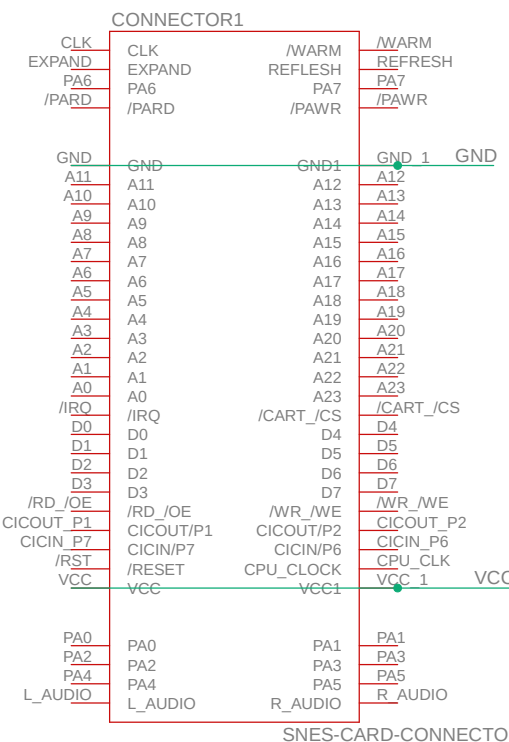 CONNECTOR1
CLK CLK /WARM /WARM
EXPAND EXPAND REFLESH REFRESH
PA6 PA6 PA7 PA7
/PARD /PARD /PAWR /PAWR
GND GND GND1 GND_1 GND
A11 A11 A12 A12
A10 A10 A13 A13
A9 A9 A14 A14
A8 A8 A15 A15
A7 A7 A16 A16
A6 A6 A17 A17
A5 A5 A18 A18
A4 A4 A19 A19
A3 A3 A20 A20
A2 A2 A21 A21
A1 A1 A22 A22
A0 A0 A23 A23
/IRQ /IRQ /CART_/CS /CART_/CS
D0 D0 D4 D4
D1 D1 D5 D5
D2 D2 D6 D6
D3 D3 D7 D7
/RD_/OE /RD_/OE /WR_/WE /WR_/WE
CICOUT_P1 CICOUT/P1 CICOUT/P2 CICOUT_P2
CICIN_P7 CICIN/P7 CICIN/P6 CICIN_P6
/RST /RESET CPU_CLOCK CPU_CLK
VCC VCC VCC1 VCC_1 VCC
PA0 PA0 PA1 PA1
PA2 PA2 PA3 PA3
PA4 PA4 PA5 PA5
L_AUDIO L_AUDIO R_AUDIO R_AUDIO
SNES-CARD-CONNECTO